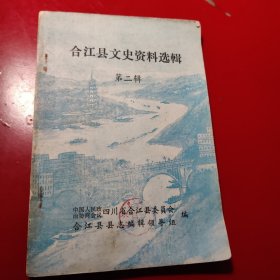 合江县文史资料选辑
第二辑
中国人民政治协商会议四川省合江县委员会
合江县县志编辑领导组
编